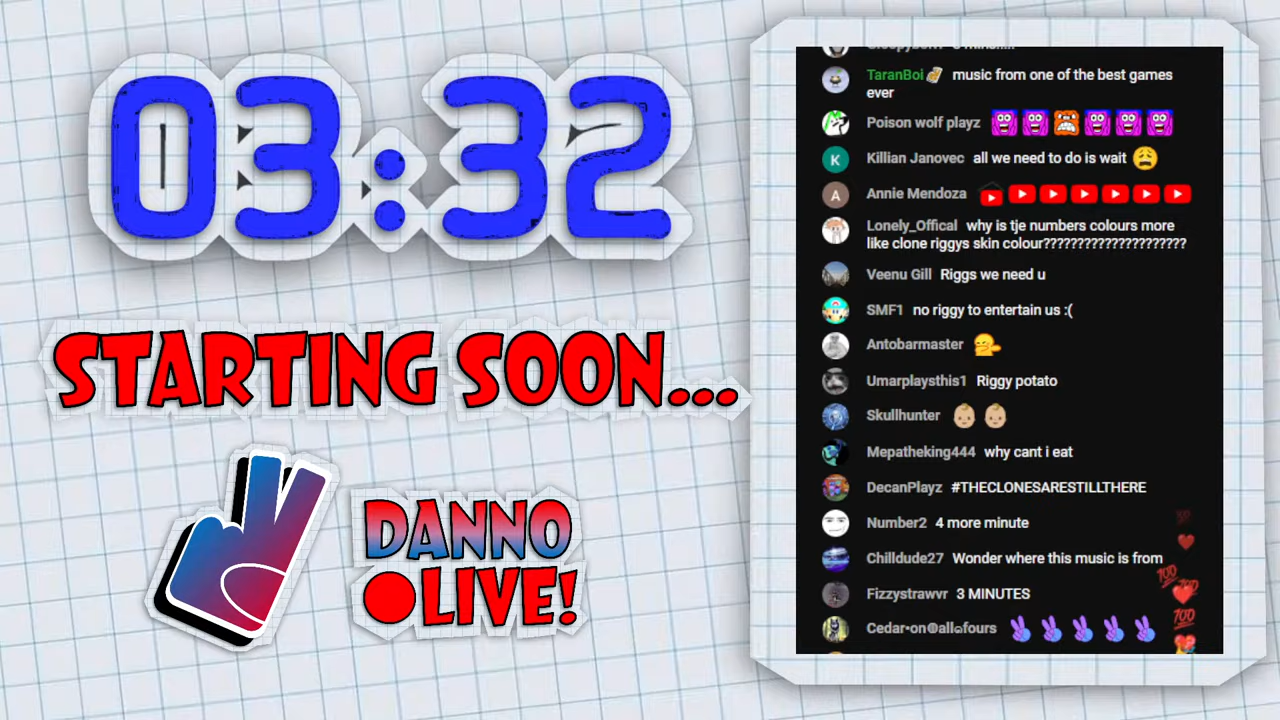 03:32
STARTING SOON...
DANNO
LIVE!
TaranBoi music from one of the best games
ever
Poison wolf playz
Killian Janovec all we need to do is wait
Annie Mendoza
Lonely_Offical why is tje numbers colours more
like clone riggys skin colour?????????????????????
Veenu Gill Riggs we need u
SMF1 no riggy to entertain us :(
Antobarmaster
Umarplaysthis1 Riggy potato
Skullhunter
Mepatheking444 why cant i eat
DecanPlayz #THECLONESARESTILLTHERE
Number2 4 more minute
Chilldude27 Wonder where this music is from
Fizzystrawvr 3 MINUTES